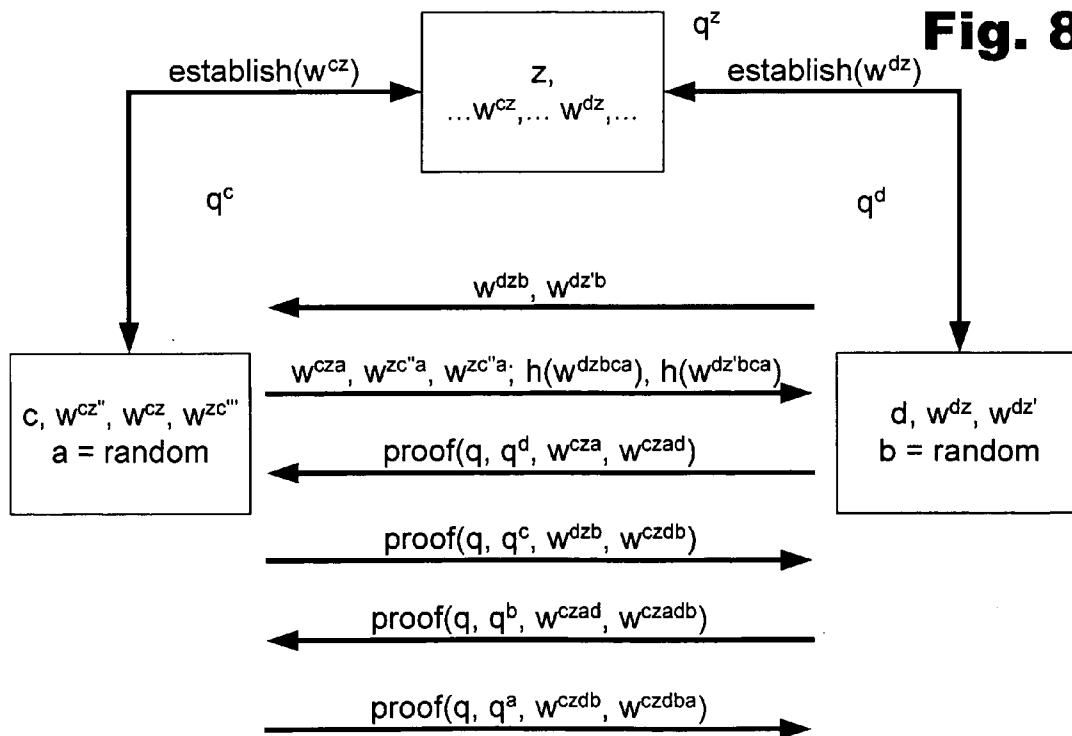 q^z
Fig. 8
establish(w^cz)
z,
...w^cz,... w^dz,...
establish(w^dz)
q^c
q^d
w^dzb, w^dz'b
w^cza, w^zc"a, w^zc"a; h(w^dzbca), h(w^dz'bca)
c, w^cz", w^cz, w^zc'''
a = random
d, w^dz, w^dz'
b = random
proof(q, q^d, w^cza, w^czad)
proof(q, q^c, w^dzb, w^czdb)
proof(q, q^b, w^czad, w^czadb)
proof(q, q^a, w^czdb, w^czdba)